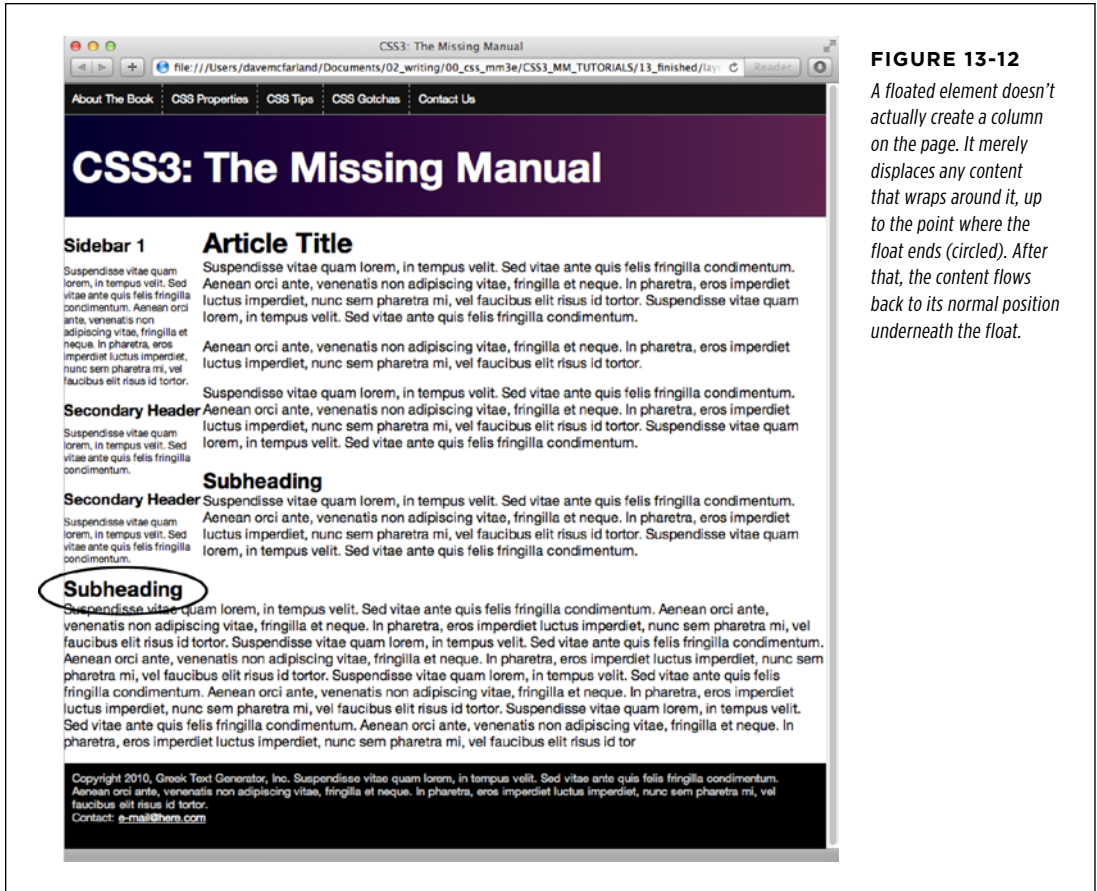 CSS3: The Missing Manual
file:///Users/davemcfarland/Documents/02_writing/00_css_mm3e/CSS3_MM_TUTORIALS/13_finished/lay
Reader
About The Book
CSS Properties
CSS Tips
CSS Gotchas
Contact Us
CSS3: The Missing Manual
Sidebar 1
Suspendisse vitae quam
lorem, in tempus velit. Sed
vitae ante quis felis fringilla
condimentum. Aenean orci
ante, venenatis non
adipiscing vitae, fringilla et
neque. In pharetra, eros
imperdiet luctus imperdiet,
nunc sem pharetra mi, vel
faucibus elit risus id tortor.
Secondary Header
Suspendisse vitae quam
lorem, in tempus velit. Sed
vitae ante quis felis fringilla
condimentum.
Secondary Header
Suspendisse vitae quam
lorem, in tempus velit. Sed
vitae ante quis felis fringilla
condimentum.
Article Title
Suspendisse vitae quam lorem, in tempus velit. Sed vitae ante quis felis fringilla condimentum.
Aenean orci ante, venenatis non adipiscing vitae, fringilla et neque. In pharetra, eros imperdiet
luctus imperdiet, nunc sem pharetra mi, vel faucibus elit risus id tortor. Suspendisse vitae quam
lorem, in tempus velit. Sed vitae ante quis felis fringilla condimentum.
Aenean orci ante, venenatis non adipiscing vitae, fringilla et neque. In pharetra, eros imperdiet
luctus imperdiet, nunc sem pharetra mi, vel faucibus elit risus id tortor.
Suspendisse vitae quam lorem, in tempus velit. Sed vitae ante quis felis fringilla condimentum.
Aenean orci ante, venenatis non adipiscing vitae, fringilla et neque. In pharetra, eros imperdiet
luctus imperdiet, nunc sem pharetra mi, vel faucibus elit risus id tortor. Suspendisse vitae quam
lorem, in tempus velit. Sed vitae ante quis felis fringilla condimentum.
Subheading
Suspendisse vitae quam lorem, in tempus velit. Sed vitae ante quis felis fringilla condimentum.
Aenean orci ante, venenatis non adipiscing vitae, fringilla et neque. In pharetra, eros imperdiet
luctus imperdiet, nunc sem pharetra mi, vel faucibus elit risus id tortor. Suspendisse vitae quam
lorem, in tempus velit. Sed vitae ante quis felis fringilla condimentum.
Subheading
Suspendisse vitae quam lorem, in tempus velit. Sed vitae ante quis felis fringilla condimentum. Aenean orci ante,
venenatis non adipiscing vitae, fringilla et neque. In pharetra, eros imperdiet luctus imperdiet, nunc sem pharetra mi, vel
faucibus elit risus id tortor. Suspendisse vitae quam lorem, in tempus velit. Sed vitae ante quis felis fringilla condimentum.
Aenean orci ante, venenatis non adipiscing vitae, fringilla et neque. In pharetra, eros imperdiet luctus imperdiet, nunc sem
pharetra mi, vel faucibus elit risus id tortor. Suspendisse vitae quam lorem, in tempus velit. Sed vitae ante quis felis
fringilla condimentum. Aenean orci ante, venenatis non adipiscing vitae, fringilla et neque. In pharetra, eros imperdiet
luctus imperdiet, nunc sem pharetra mi, vel faucibus elit risus id tortor. Suspendisse vitae quam lorem, in tempus velit.
Sed vitae ante quis felis fringilla condimentum. Aenean orci ante, venenatis non adipiscing vitae, fringilla et neque. In
pharetra, eros imperdiet luctus imperdiet, nunc sem pharetra mi, vel faucibus elit risus id tor
Copyright 2010, Greek Text Generator, Inc. Suspendisse vitae quam lorem, in tempus velit. Sed vitae ante quis felis fringilla condimentum.
Aenean orci ante, venenatis non adipiscing vitae, fringilla et neque. In pharetra, eros imperdiet luctus imperdiet, nunc sem pharetra mi, vel
faucibus elit risus id tortor.
Contact: e-mail@here.com
FIGURE 13-12
A floated element doesn't
actually create a column
on the page. It merely
displaces any content
that wraps around it, up
to the point where the
float ends (circled). After
that, the content flows
back to its normal position
underneath the float.